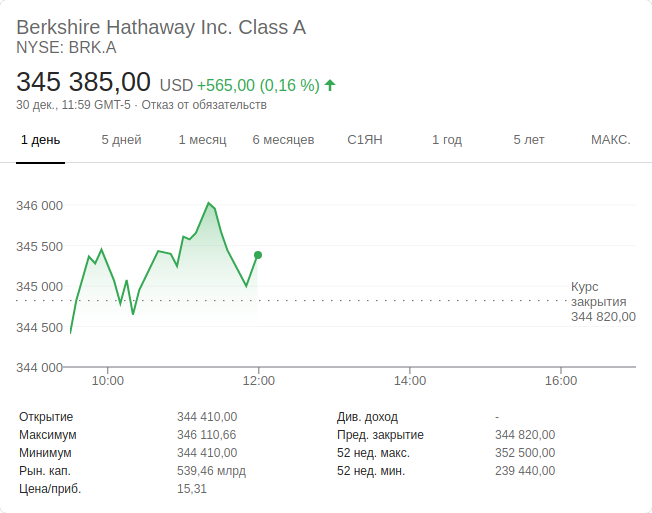 Berkshire Hathaway Inc. Class A
NYSE: BRK.A
345 385,00 USD +565,00 (0,16 %)
30 дек., 11:59 GMT-5 · Отказ от обязательств
1 день 5 дней 1 месяц 6 месяцев С1ЯН 1 год 5 лет МАКС.
346 000
345 500
345 000
344 500
344 000
Курс
закрытия
344 820,00
10:00 12:00 14:00 16:00
Открытие 344 410,00 Див. доход -
Максимум 346 110,66 Пред. закрытие 344 820,00
Минимум 344 410,00 52 нед. макс. 352 500,00
Рын. кап. 539,46 млрд 52 нед. мин. 239 440,00
Цена/приб. 15,31